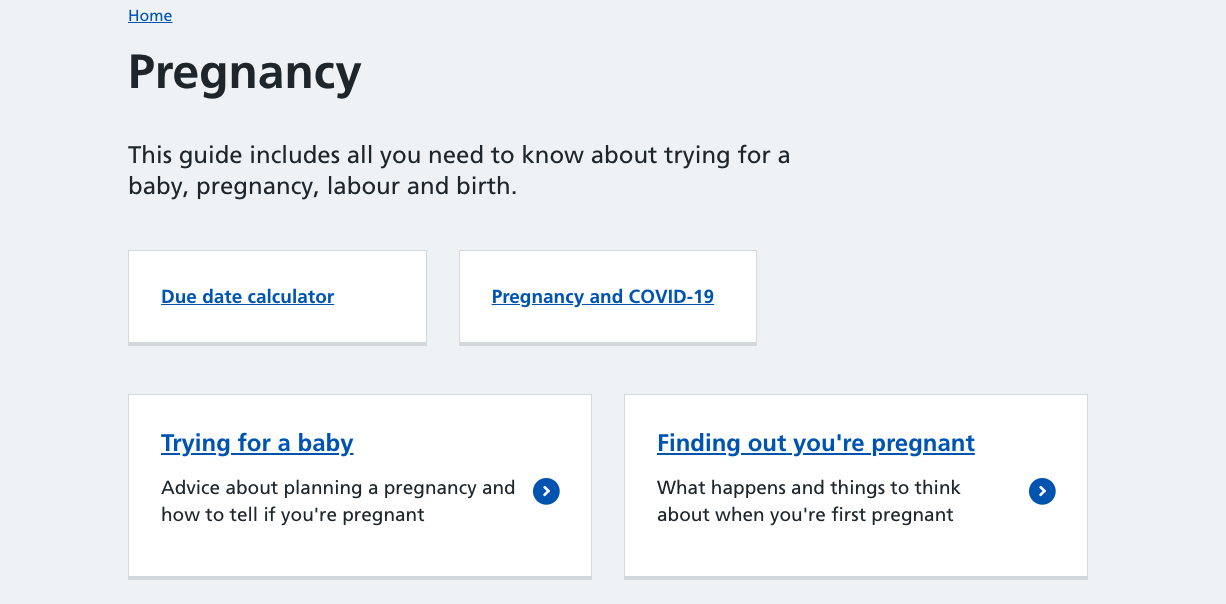 Home
Pregnancy
This guide includes all you need to know about trying for a
baby, pregnancy, labour and birth.
Due date calculator
Pregnancy and COVID-19
Trying for a baby
Advice about planning a pregnancy and
how to tell if you're pregnant
Finding out you're pregnant
What happens and things to think
about when you're first pregnant